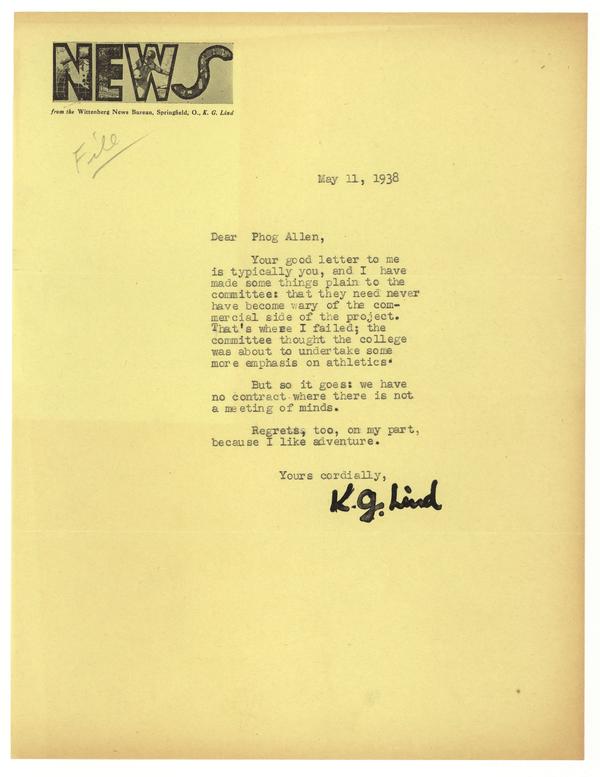 NEWS
from the Wittenberg News Bureau, Springfield, O., K. G. Lind
File
May 11, 1938
Dear Phog Allen,
Your good letter to me
is typically you, and I have
made some things plain to the
committee: that they need never
have become wary of the com-
mercial side of the project.
That's where I failed; the
committee thought the college
was about to undertake some
more emphasis on athletics.
But so it goes: we have
no contract where there is not
a meeting of minds.
Regrets, too, on my part,
because I like adventure.
Yours cordially,
K. G. Lind